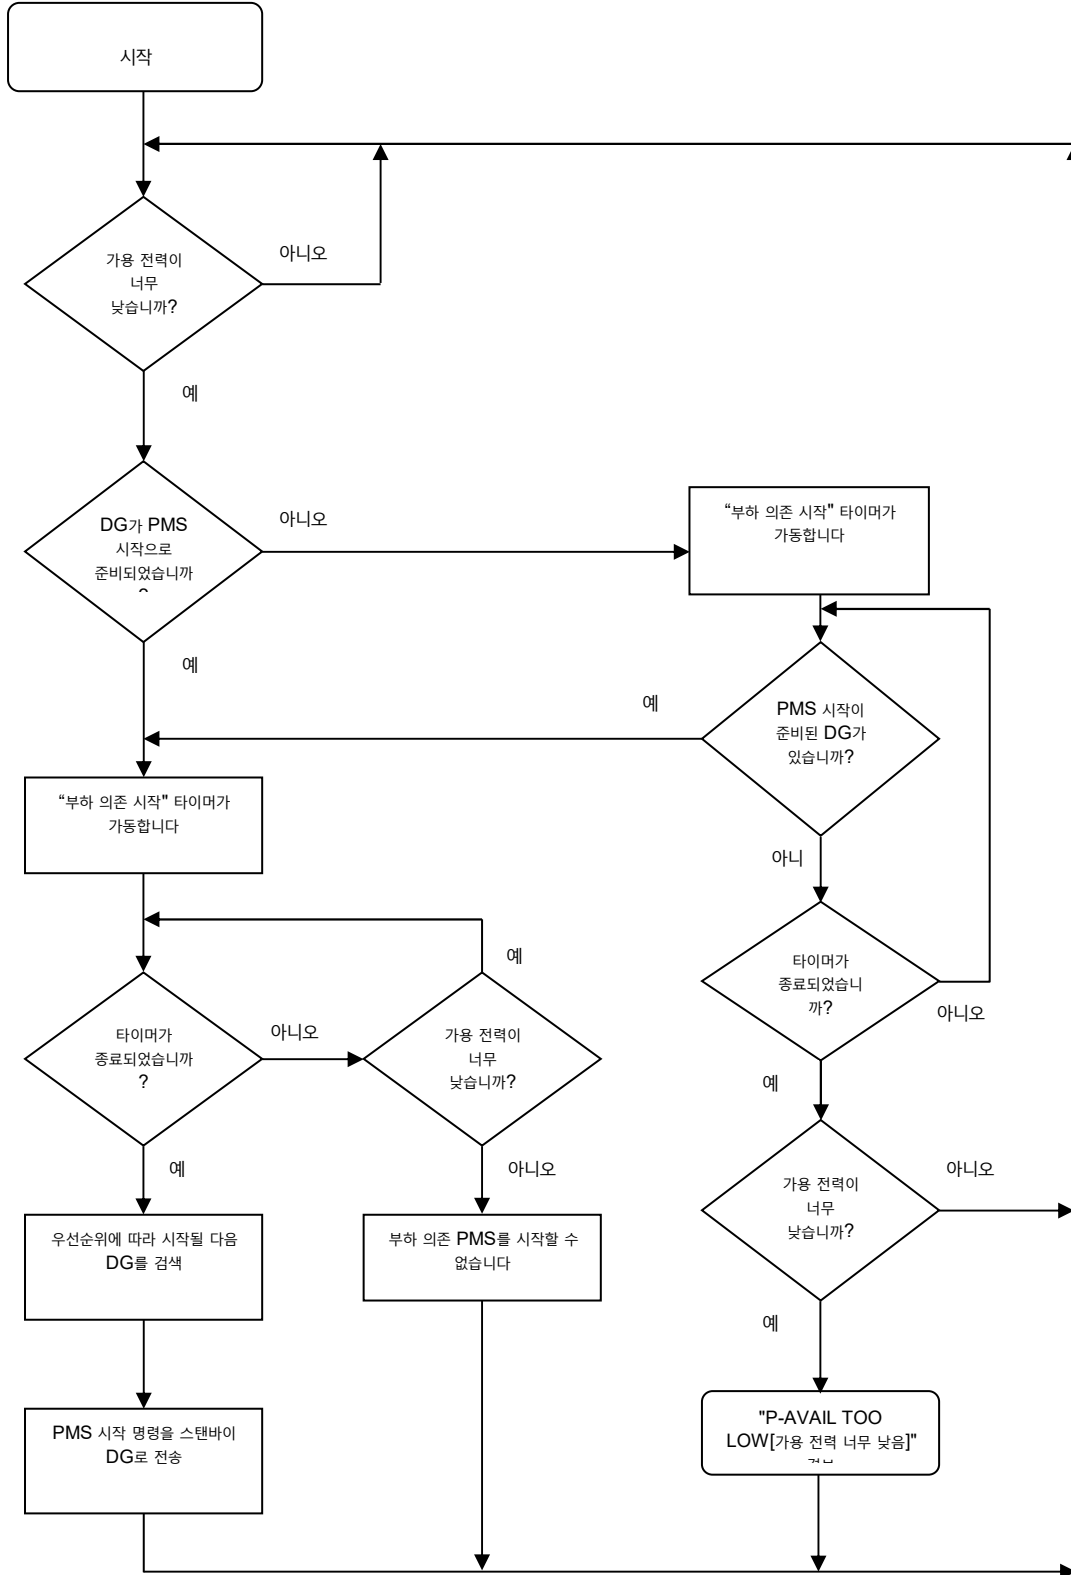 시작
가용 전력이
너무
낮습니까?
아니오
예
DG가 PMS
시작으로
준비되었습니까
아니오
"부하 의존 시작" 타이머가
가동합니다
예
예
PMS 시작이
준비된 DG가
있습니까?
"부하 의존 시작" 타이머가
가동합니다
아니
예
타이머가
종료되었습니
까?
아니오
타이머가
종료되었습니까
?
아니오
가용 전력이
너무
낮습니까?
예
예
아니오
가용 전력이
너무
낮습니까?
아니오
우선순위에 따라 시작될 다음
DG를 검색
부하 의존 PMS를 시작할 수
없습니다
예
PMS 시작 명령을 스탠바이
DG로 전송
"P-AVAIL TOO
LOW[가용 전력 너무 낮음]"